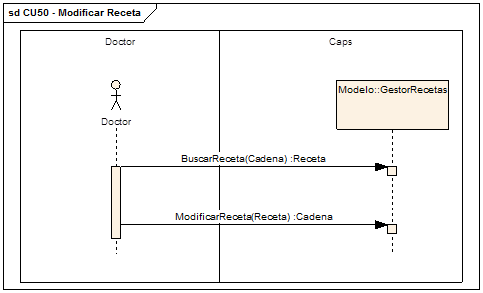 sd CU50 - Modificar Receta
Doctor
Caps
Modelo::GestorRecetas
Doctor
BuscarReceta(Cadena) :Receta
ModificarReceta(Receta) :Cadena